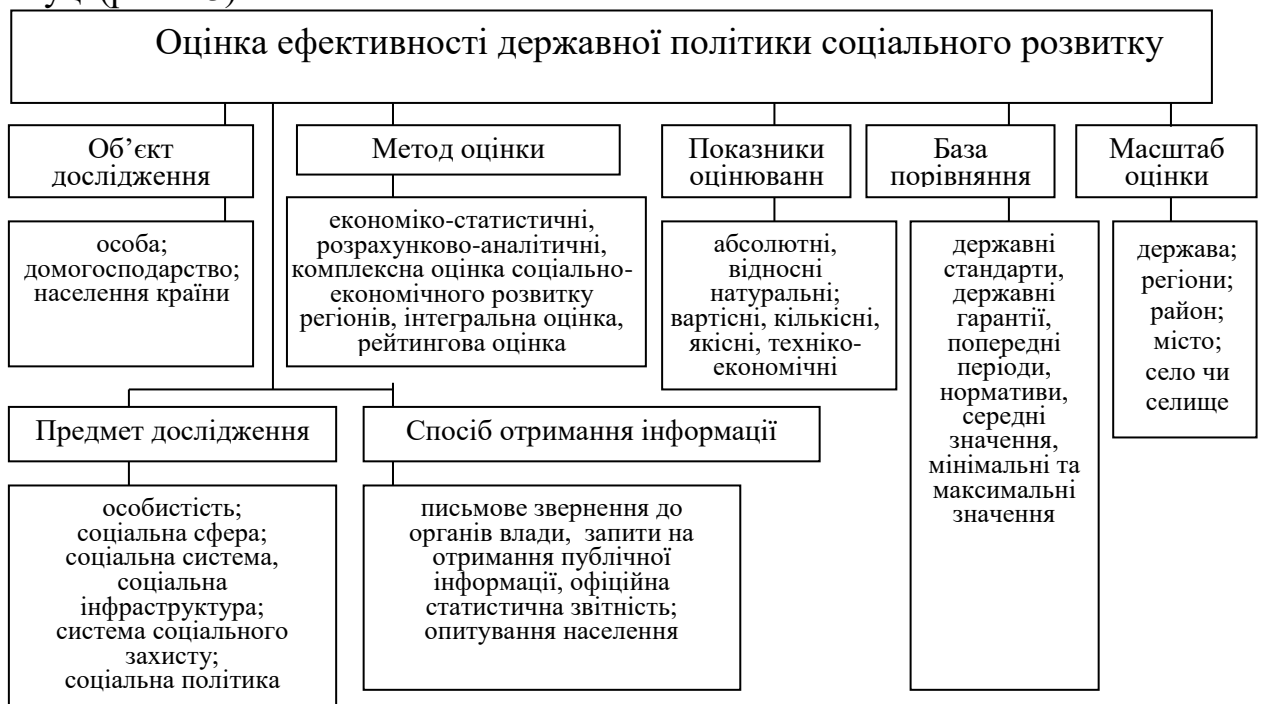 Оцінка ефективності державної політики соціального розвитку
Об’єкт
дослідження
Метод оцінки
Показники
оцінюванн
База
порівняння
Масштаб
оцінки
особа;
домогосподарство;
населення країни
економіко-статистичні,
розрахунково-аналітичні,
комплексна оцінка соціально-
економічного розвитку
регіонів, інтегральна оцінка,
рейтингова оцінка
абсолютні,
відносні
натуральні;
вартісні, кількісні,
якісні, техніко-
економічні
державні
стандарти,
державні
гарантії,
попередні
періоди,
нормативи,
середні
значення,
мінімальні та
максимальні
значення
держава;
регіони;
район;
місто;
село чи
селище
Предмет дослідження
Спосіб отримання інформації
особистість;
соціальна сфера;
соціальна система,
соціальна
інфраструктура;
система соціального
захисту;
соціальна політика
письмове звернення до
органів влади, запити на
отримання публічної
інформації, офіційна
статистична звітність;
опитування населення